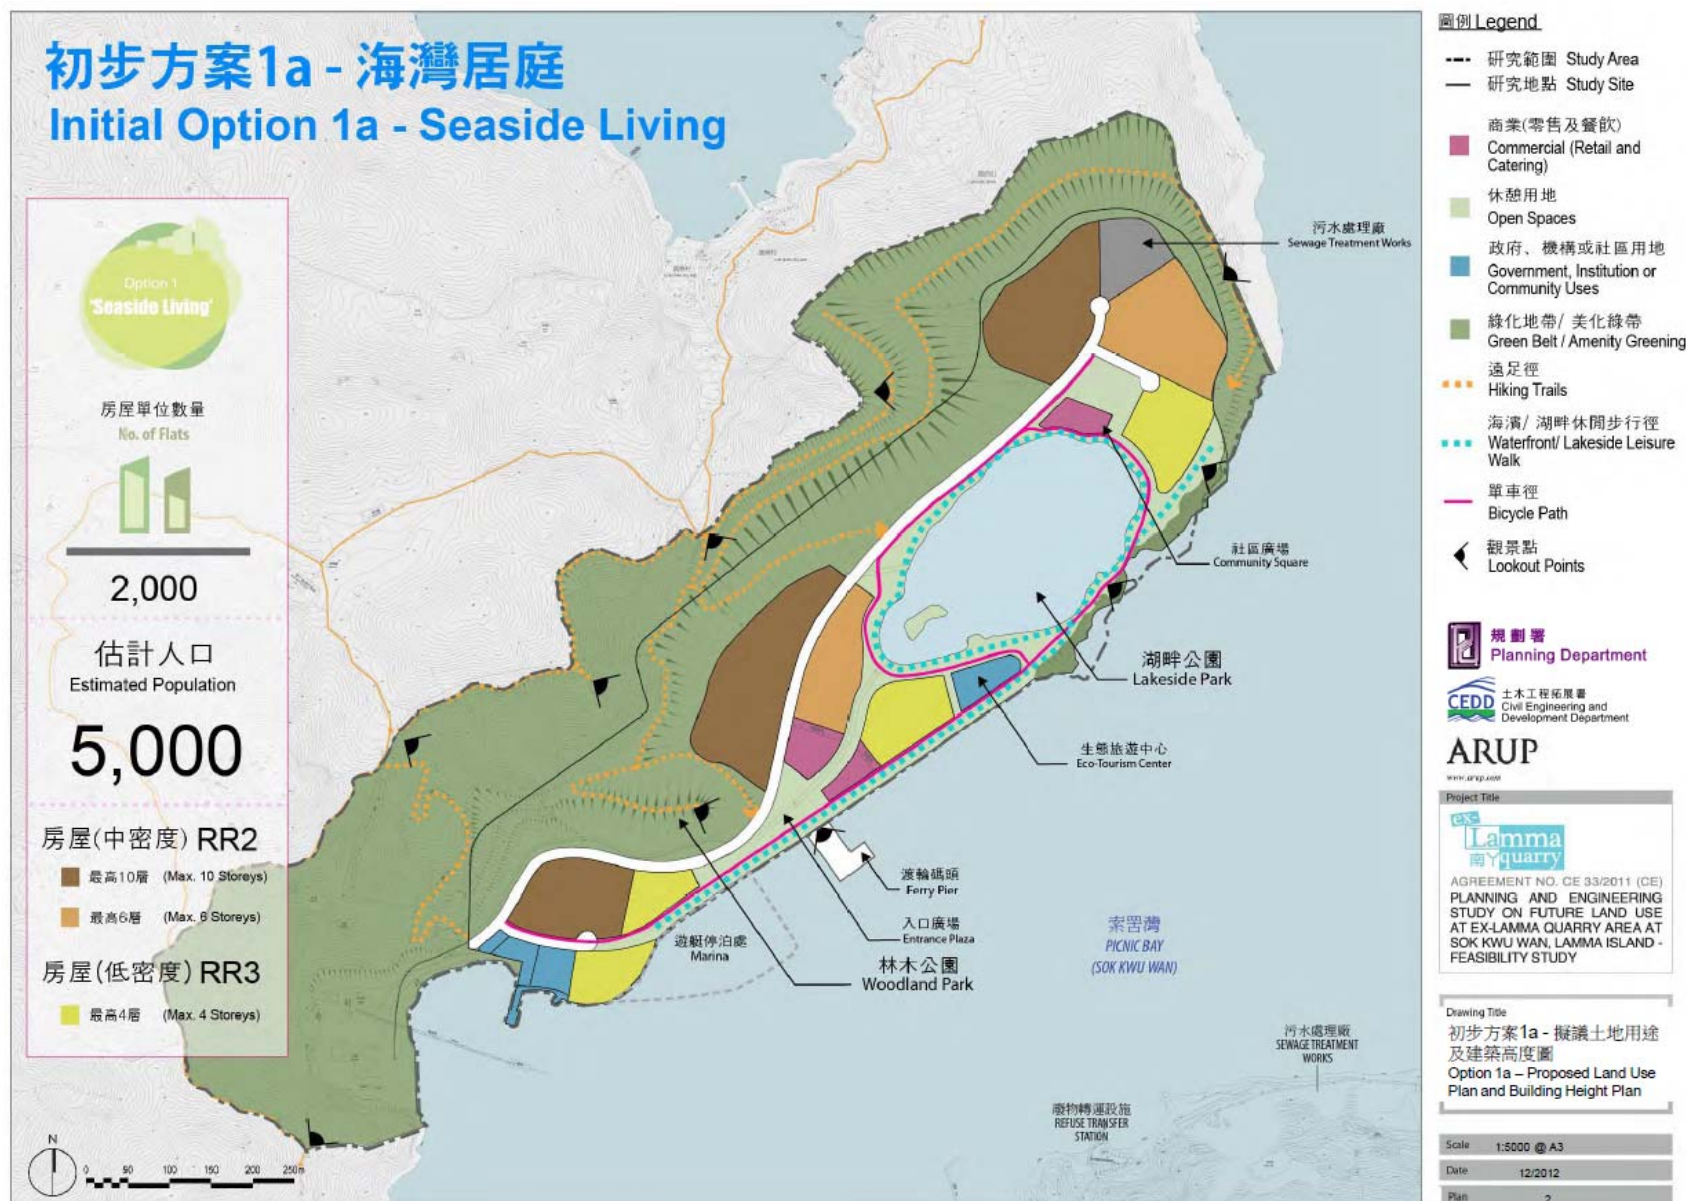 初步方案1a - 海灣居庭
Initial Option 1a - Seaside Living
Option 1
'Seaside Living'
房屋單位數量
No. of Flats
2,000
估計人口
Estimated Population
5,000
房屋(中密度) RR2
最高10層 (Max. 10 Storeys)
最高6層 (Max. 6 Storeys)
房屋(低密度) RR3
最高4層 (Max. 4 Storeys)
N
0 50 100 150 200 250m
污水處理廠
Sewage Treatment Works
社區廣場
Community Square
湖畔公園
Lakeside Park
生態旅遊中心
Eco-Tourism Center
渡輪碼頭
Ferry Pier
入口廣場
Entrance Plaza
遊艇停泊處
Marina
林木公園
Woodland Park
索罟灣
PICNIC BAY
(SOK KWU WAN)
污水處理廠
SEWAGE TREATMENT
WORKS
廢物轉運設施
REFUSE TRANSFER
STATION
圖例 Legend
研究範圍 Study Area
研究地點 Study Site
商業(零售及餐飲)
Commercial (Retail and
Catering)
休憩用地
Open Spaces
政府、機構或社區用地
Government, Institution or
Community Uses
綠化地帶/ 美化綠帶
Green Belt / Amenity Greening
遠足徑
Hiking Trails
海濱/ 湖畔休閒步行徑
Waterfront/ Lakeside Leisure
Walk
單車徑
Bicycle Path
觀景點
Lookout Points
規劃署
Planning Department
CEDD
土木工程拓展署
Civil Engineering and
Development Department
ARUP
www.arup.com
Project Title
ex-
Lamma
南丫quarry
AGREEMENT NO. CE 33/2011 (CE)
PLANNING AND ENGINEERING
STUDY ON FUTURE LAND USE
AT EX-LAMMA QUARRY AREA AT
SOK KWU WAN, LAMMA ISLAND -
FEASIBILITY STUDY
Drawing Title
初步方案1a - 擬議土地用途
及建築高度圖
Option 1a – Proposed Land Use
Plan and Building Height Plan
Scale 1:5000 @ A3
Date 12/2012
Plan 2